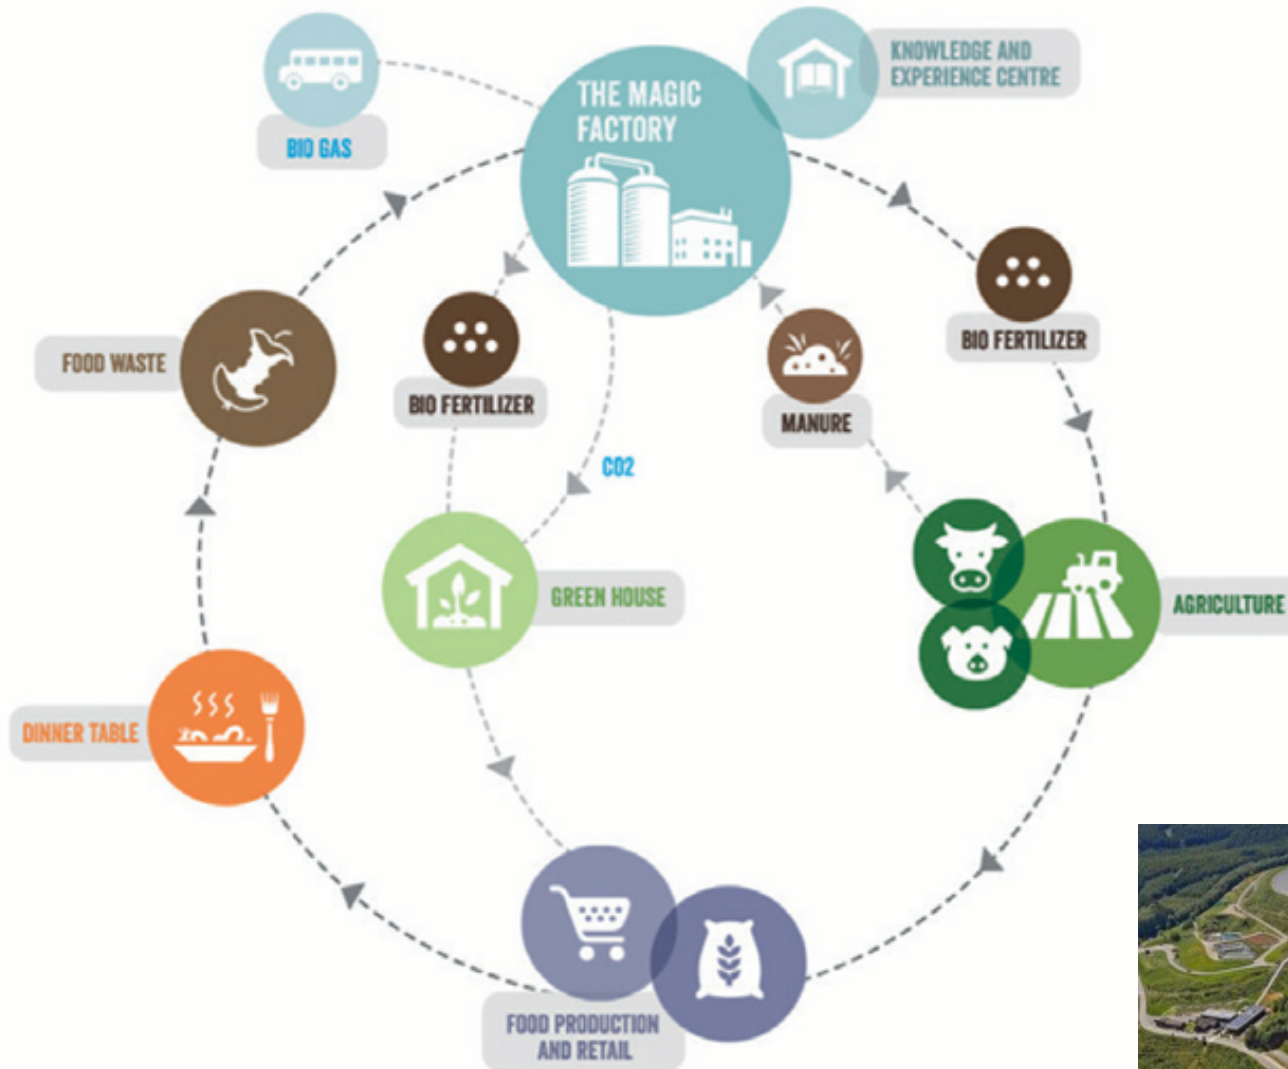 KNOWLEDGE AND
EXPERIENCE CENTRE
THE MAGIC
FACTORY
BIO GAS
BIO FERTILIZER
FOOD WASTE
BIO FERTILIZER
MANURE
CO2
GREEN HOUSE
AGRICULTURE
DINNER TABLE
FOOD PRODUCTION
AND RETAIL